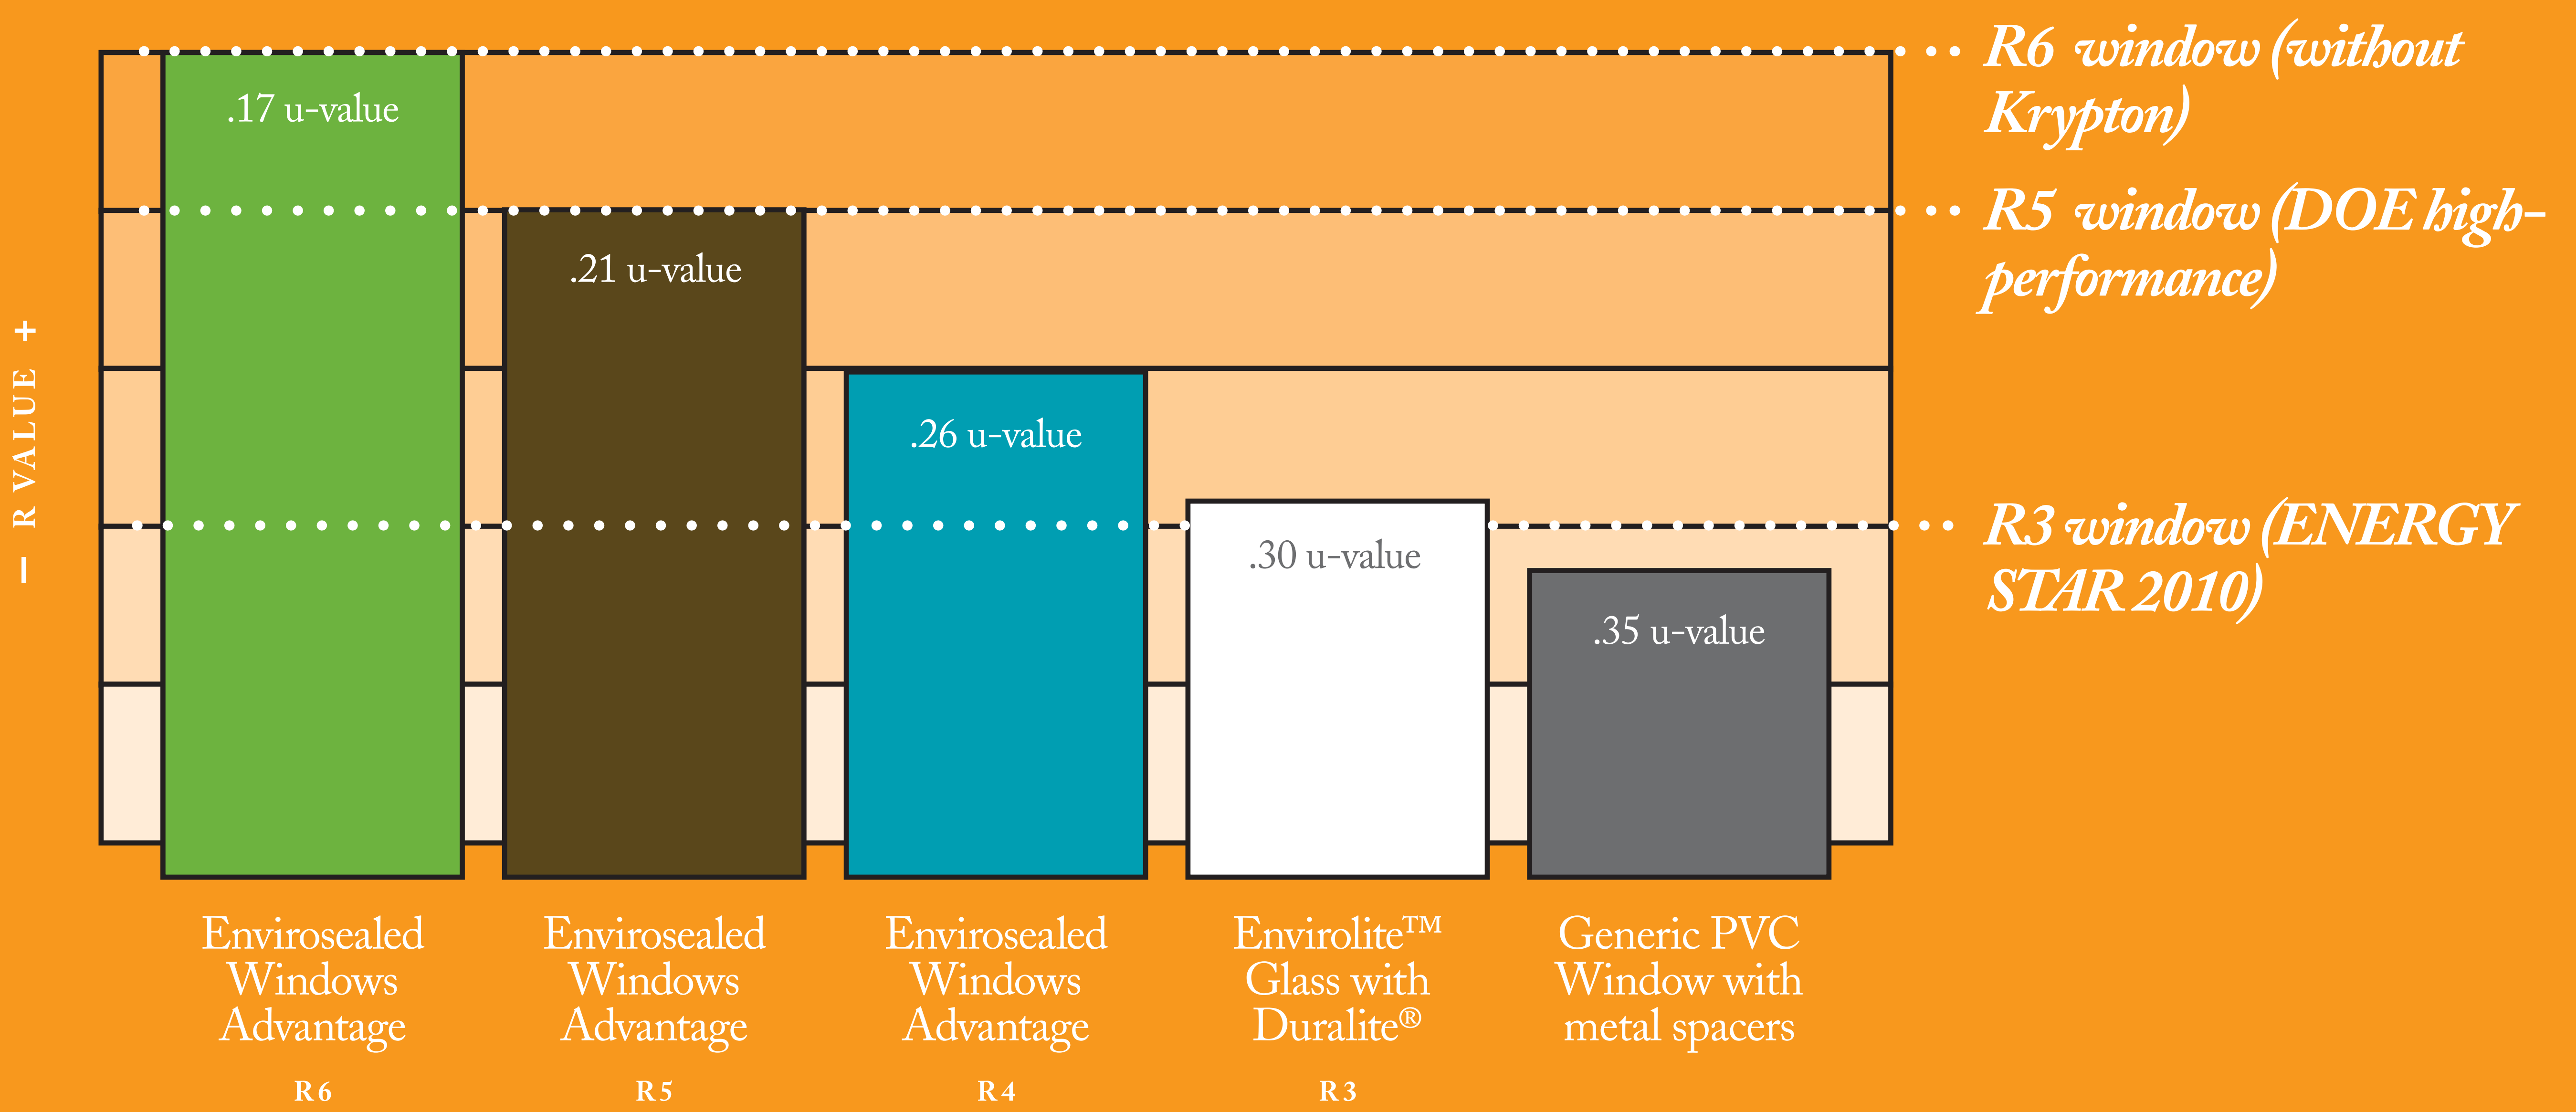 R6 window (without
Krypton)
.17 u-value
R5 window (DOE high-
performance)
.21 u-value
– R VALUE +
.26 u-value
R3 window (ENERGY
STAR 2010)
.30 u-value
.35 u-value
Envirosealed
Windows
Advantage
R6
Envirosealed
Windows
Advantage
R5
Envirosealed
Windows
Advantage
R4
Envirolite™
Glass with
Duralite®
R3
Generic PVC
Window with
metal spacers